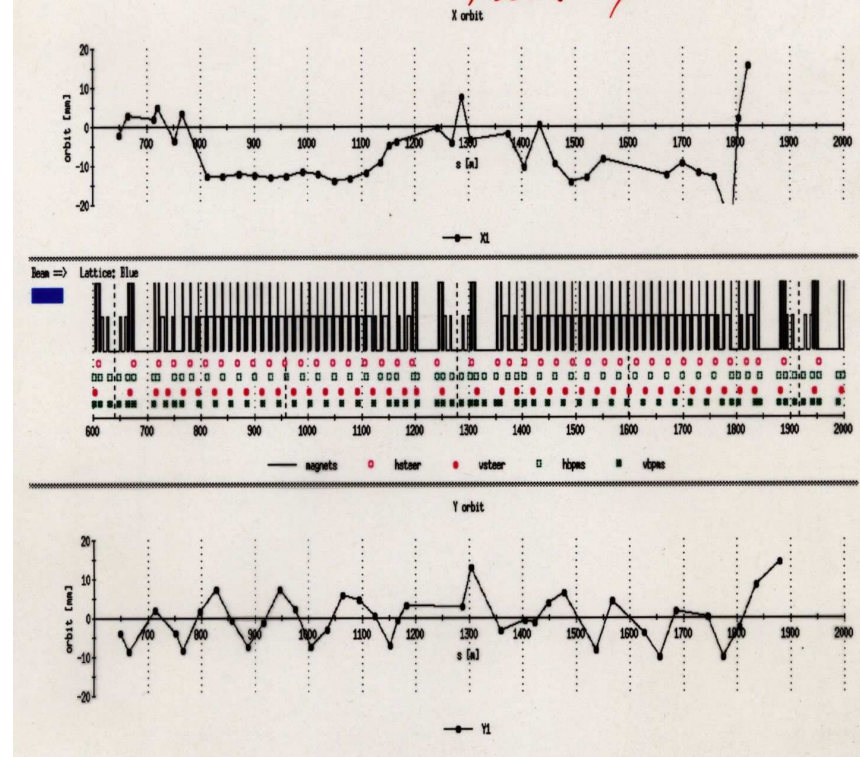 X orbit
20
10
0
-10
-20
orbit [mm]
700 800 900 1000 1100 1200 1300 1400 1500 1600 1700 1800 1900 2000
s [m]
X1
Beam => Lattice: Blue
600 700 800 900 1000 1100 1200 1300 1400 1500 1600 1700 1800 1900 2000
magnets hsteer vsteer hbpms vbpms
Y orbit
20
10
0
-10
-20
orbit [mm]
700 800 900 1000 1100 1200 1300 1400 1500 1600 1700 1800 1900 2000
s [m]
Y1